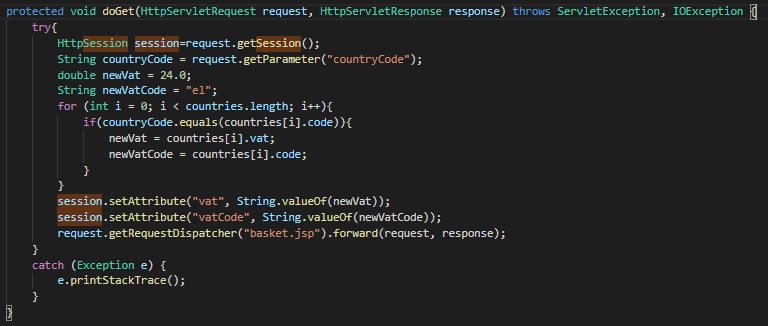 protected void doGet(HttpServletRequest request, HttpServletResponse response) throws ServletException, IOException {
try{
HttpSession session=request.getSession();
String countryCode = request.getParameter("countryCode");
double newVat = 24.0;
String newVatCode = "el";
for (int i = 0; i < countries.length; i++){
if(countryCode.equals(countries[i].code)){
newVat = countries[i].vat;
newVatCode = countries[i].code;
}
}
session.setAttribute("vat", String.valueOf(newVat));
session.setAttribute("vatCode", String.valueOf(newVatCode));
request.getRequestDispatcher("basket.jsp").forward(request, response);
}
catch (Exception e) {
e.printStackTrace();
}
}